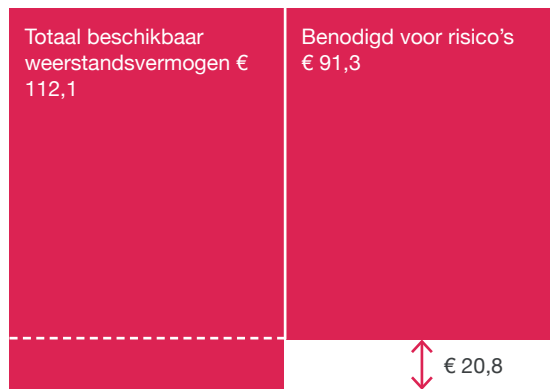 Totaal beschikbaar
weerstandsvermogen €
112,1
Benodigd voor risico’s
€ 91,3
€ 20,8